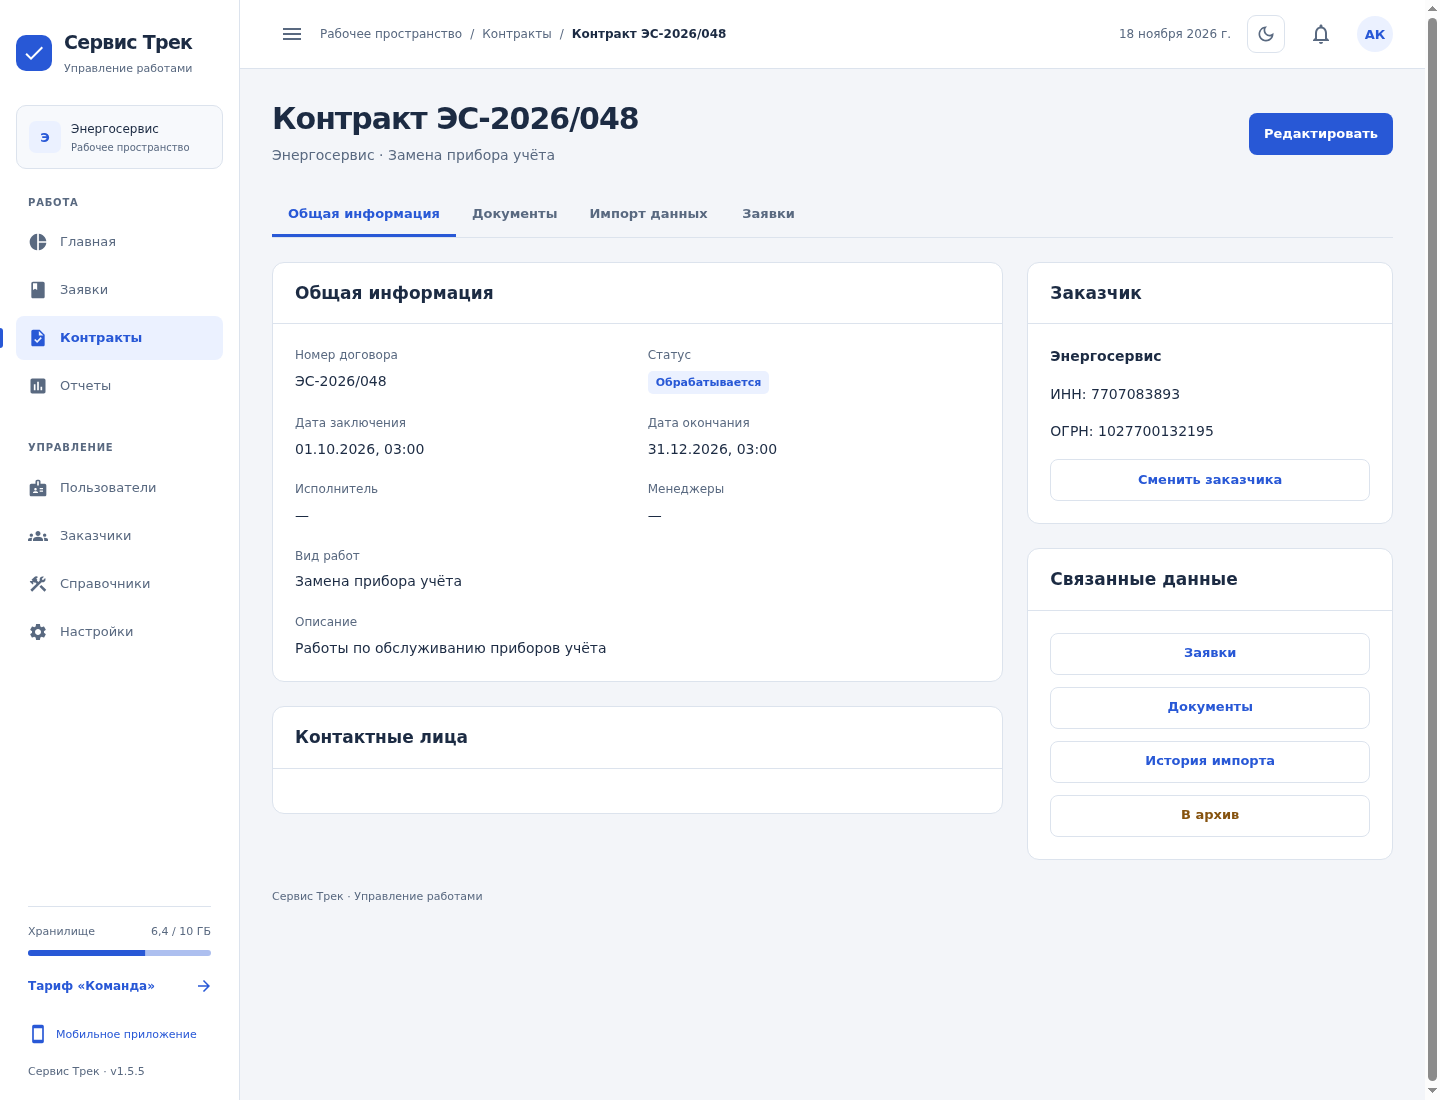 Сервис Трек
Управление работами
Э
Энергосервис
Рабочее пространство
РАБОТА
Главная
Заявки
Контракты
Отчеты
УПРАВЛЕНИЕ
Пользователи
Заказчики
Справочники
Настройки
Хранилище 6,4 / 10 ГБ
Тариф «Команда»
Мобильное приложение
Сервис Трек · v1.5.5
Рабочее пространство / Контракты / Контракт ЭС-2026/048
18 ноября 2026 г.
АК
Контракт ЭС-2026/048
Энергосервис · Замена прибора учёта
Редактировать
Общая информация Документы Импорт данных Заявки
Общая информация
Номер договора
ЭС-2026/048
Статус
Обрабатывается
Дата заключения
01.10.2026, 03:00
Дата окончания
31.12.2026, 03:00
Исполнитель
—
Менеджеры
—
Вид работ
Замена прибора учёта
Описание
Работы по обслуживанию приборов учёта
Контактные лица
Заказчик
Энергосервис
ИНН: 7707083893
ОГРН: 1027700132195
Сменить заказчика
Связанные данные
Заявки
Документы
История импорта
В архив
Сервис Трек · Управление работами